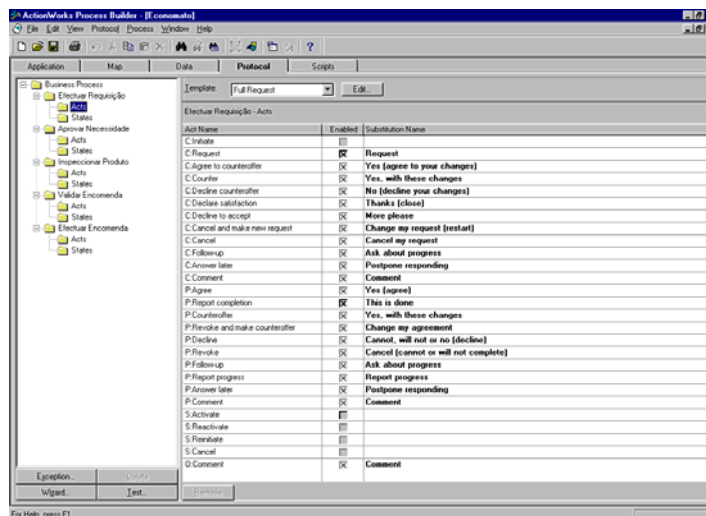 ActionWorks Process Builder - [Economato]
File Edit View Protocol Process Window Help
Application Map Data Protocol Scripts
Business Process
Efectuar Requisição
Acts
States
Aprovar Necessidade
Acts
States
Inspeccionar Produto
Acts
States
Validar Encomenda
Acts
States
Efectuar Encomenda
Acts
States
Exception... Delete
Wizard... Test...
Template: Full Request Edit...
Efectuar Requisição - Acts
Act Name Enabled Substitution Name
C:Initiate
C:Request Request
C:Agree to counteroffer Yes (agree to your changes)
C:Counter Yes, with these changes
C:Decline counteroffer No (decline your changes)
C:Declare satisfaction Thanks (close)
C:Decline to accept More please
C:Cancel and make new request Change my request (restart)
C:Cancel Cancel my request
C:Follow-up Ask about progress
C:Answer later Postpone responding
C:Comment Comment
P:Agree Yes (agree)
P:Report completion This is done
P:Counteroffer Yes, with these changes
P:Revoke and make counteroffer Change my agreement
P:Decline Cannot, will not or no (decline)
P:Revoke Cancel (cannot or will not complete)
P:Follow-up Ask about progress
P:Report progress Report progress
P:Answer later Postpone responding
P:Comment Comment
S:Activate
S:Reactivate
S:Reinitiate
S:Cancel
O:Comment Comment
Remove
For Help, press F1